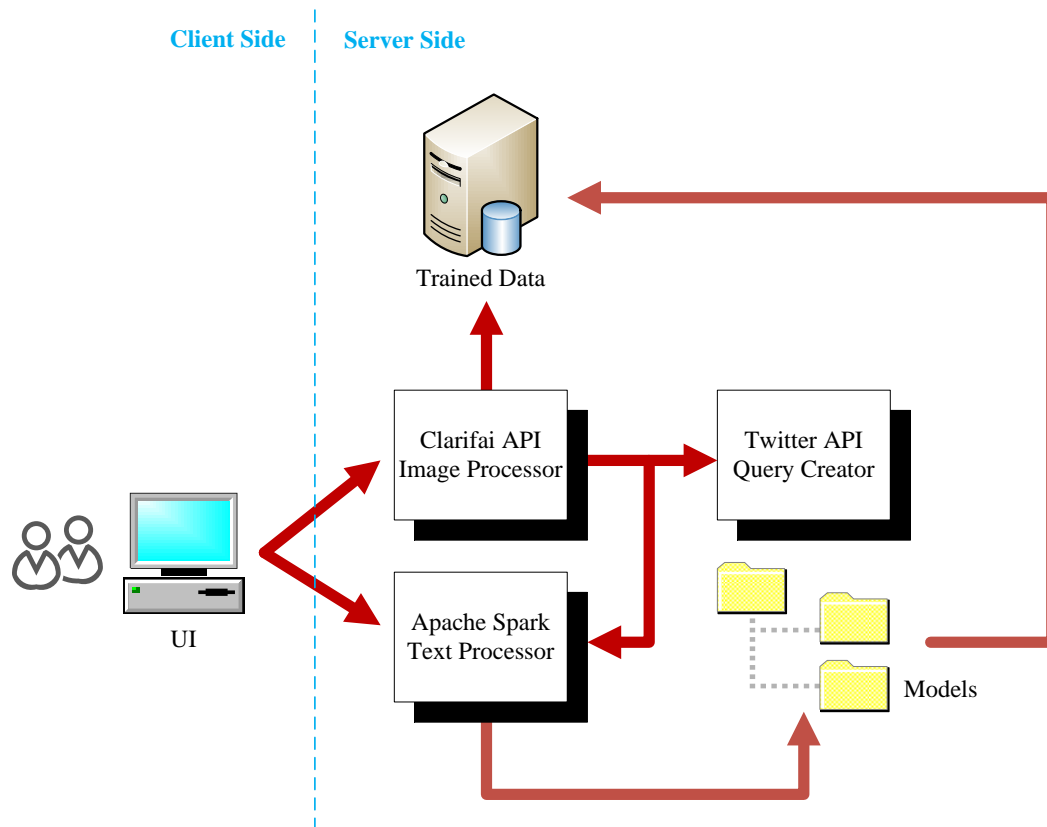 Client Side
Server Side
Trained Data
Clarifai API
Image Processor
Twitter API
Query Creator
UI
Apache Spark
Text Processor
Models